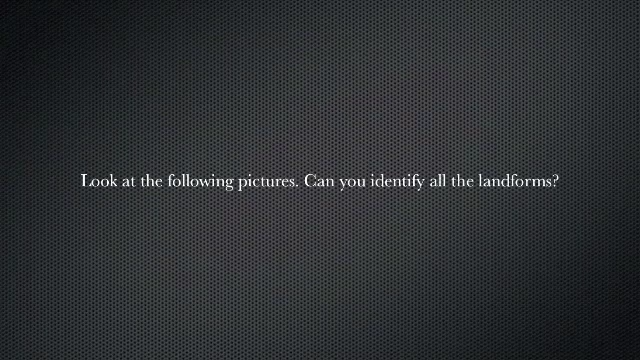 Look at the following pictures. Can you identify all the landforms?